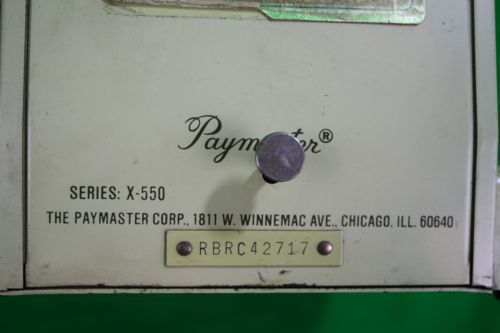 Paymaster®
SERIES: X-550
THE PAYMASTER CORP., 1811 W. WINNEMAC AVE., CHICAGO. ILL. 60640
RBRC42717